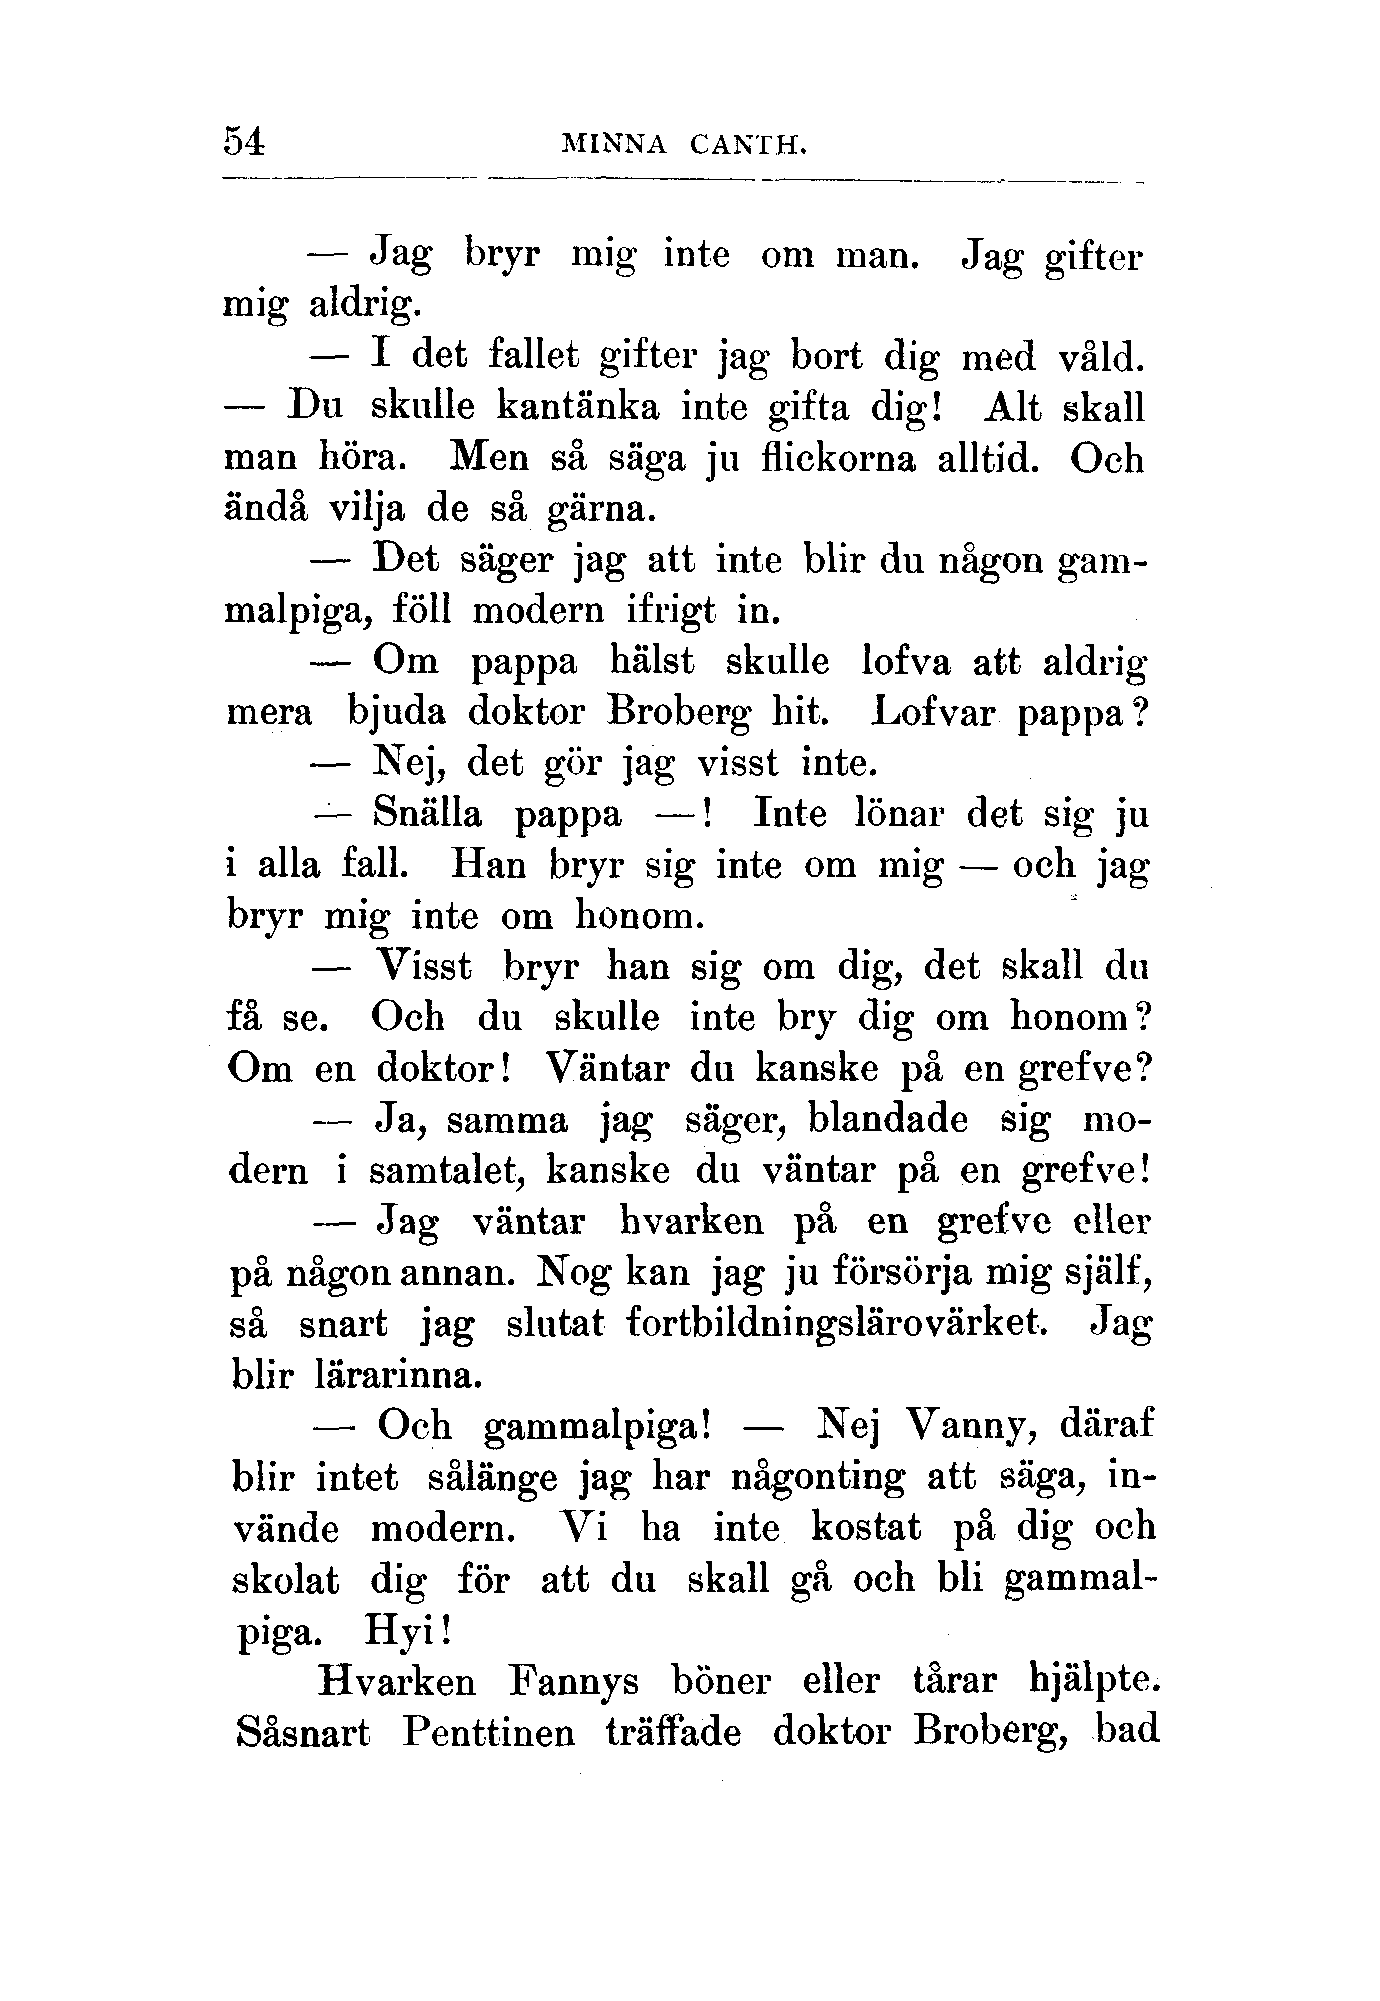 54 MINNA CANTH.
— Jag bryr mig inte om man. Jag gifter
mig aldrig.
— I det fallet gifter jag bort dig med våld.
— Du skulle kantänka inte gifta dig! Alt skall
man höra. Men så säga ju flickorna alltid. Och
ändå vilja de så gärna.
— Det säger jag att inte blir du någon gam-
malpiga, föll modern ifrigt in.
— Om pappa hälst skulle lofva att aldrig
mera bjuda doktor Broberg hit. Lofvar pappa?
— Nej, det gör jag visst inte.
— Snälla pappa —! Inte lönar det sig ju
i alla fall. Han bryr sig inte om mig — och jag
bryr mig inte om honom.
— Visst bryr han sig om dig, det skall du
få se. Och du skulle inte bry dig om honom?
Om en doktor! Väntar du kanske på en grefve?
— Ja, samma jag säger, blandade sig mo-
dern i samtalet, kanske du väntar på en grefve!
— Jag väntar hvarken på en grefve eller
på någon annan. Nog kan jag ju försörja mig själf,
så snart jag slutat fortbildningslärovärket. Jag
blir lärarinna.
— Och gammalpiga! — Nej Vanny, däraf
blir intet sålänge jag har någonting att säga, in-
vände modern. Vi ha inte kostat på dig och
skolat dig för att du skall gå och bli gammal-
piga. Hyi!
Hvarken Fannys böner eller tårar hjälpte.
Såsnart Penttinen träffade doktor Broberg, bad